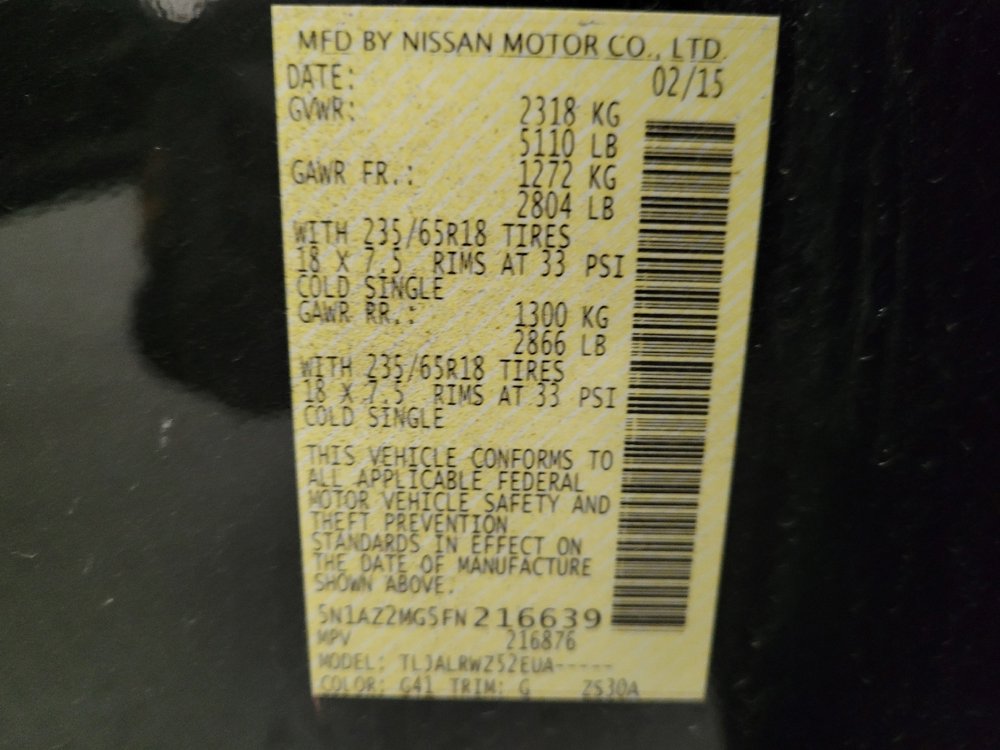 MFD BY NISSAN MOTOR CO., LTD.
DATE: 02/15
GVWR: 2318 KG
5110 LB
GAWR FR.: 1272 KG
2804 LB
WITH 235/65R18 TIRES
18 X 7.5 RIMS AT 33 PSI
COLD SINGLE
GAWR RR.: 1300 KG
2866 LB
WITH 235/65R18 TIRES
18 X 7.5 RIMS AT 33 PSI
COLD SINGLE
THIS VEHICLE CONFORMS TO
ALL APPLICABLE FEDERAL
MOTOR VEHICLE SAFETY AND
THEFT PREVENTION
STANDARDS IN EFFECT ON
THE DATE OF MANUFACTURE
SHOWN ABOVE.
5N1AZ2MG5FN216639
MPV 216876
MODEL: TLJALRWZ52EUA-----
COLOR: G41 TRIM: G ZS30A